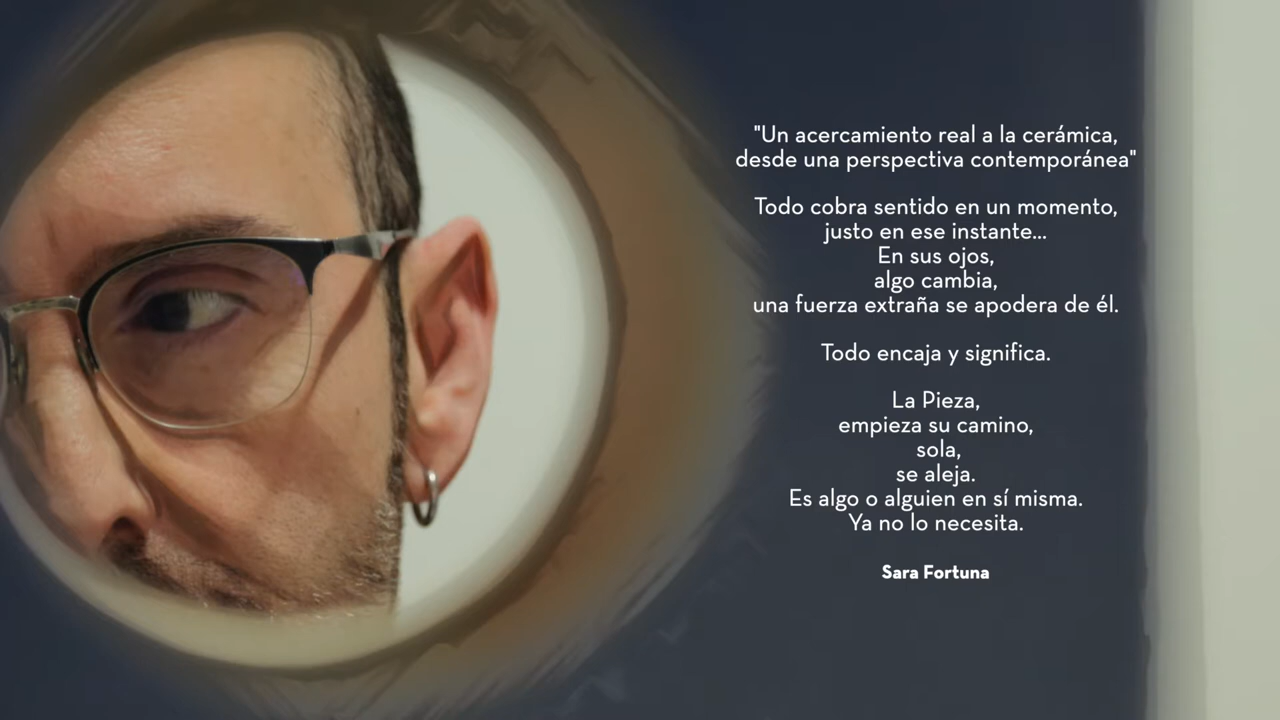 "Un acercamiento real a la cerámica,
desde una perspectiva contemporánea"
Todo cobra sentido en un momento,
justo en ese instante...
En sus ojos,
algo cambia,
una fuerza extraña se apodera de él.
Todo encaja y significa.
La Pieza,
empieza su camino,
sola,
se aleja.
Es algo o alguien en sí misma.
Ya no lo necesita.
Sara Fortuna